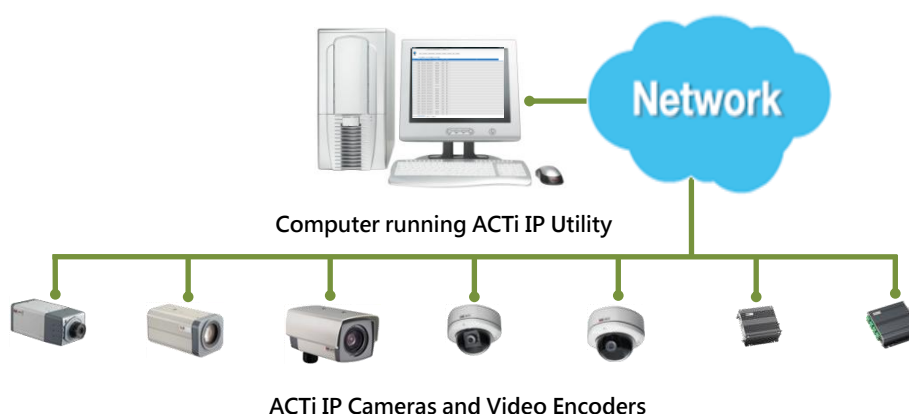 Network
Computer running ACTi IP Utility
ACTi IP Cameras and Video Encoders